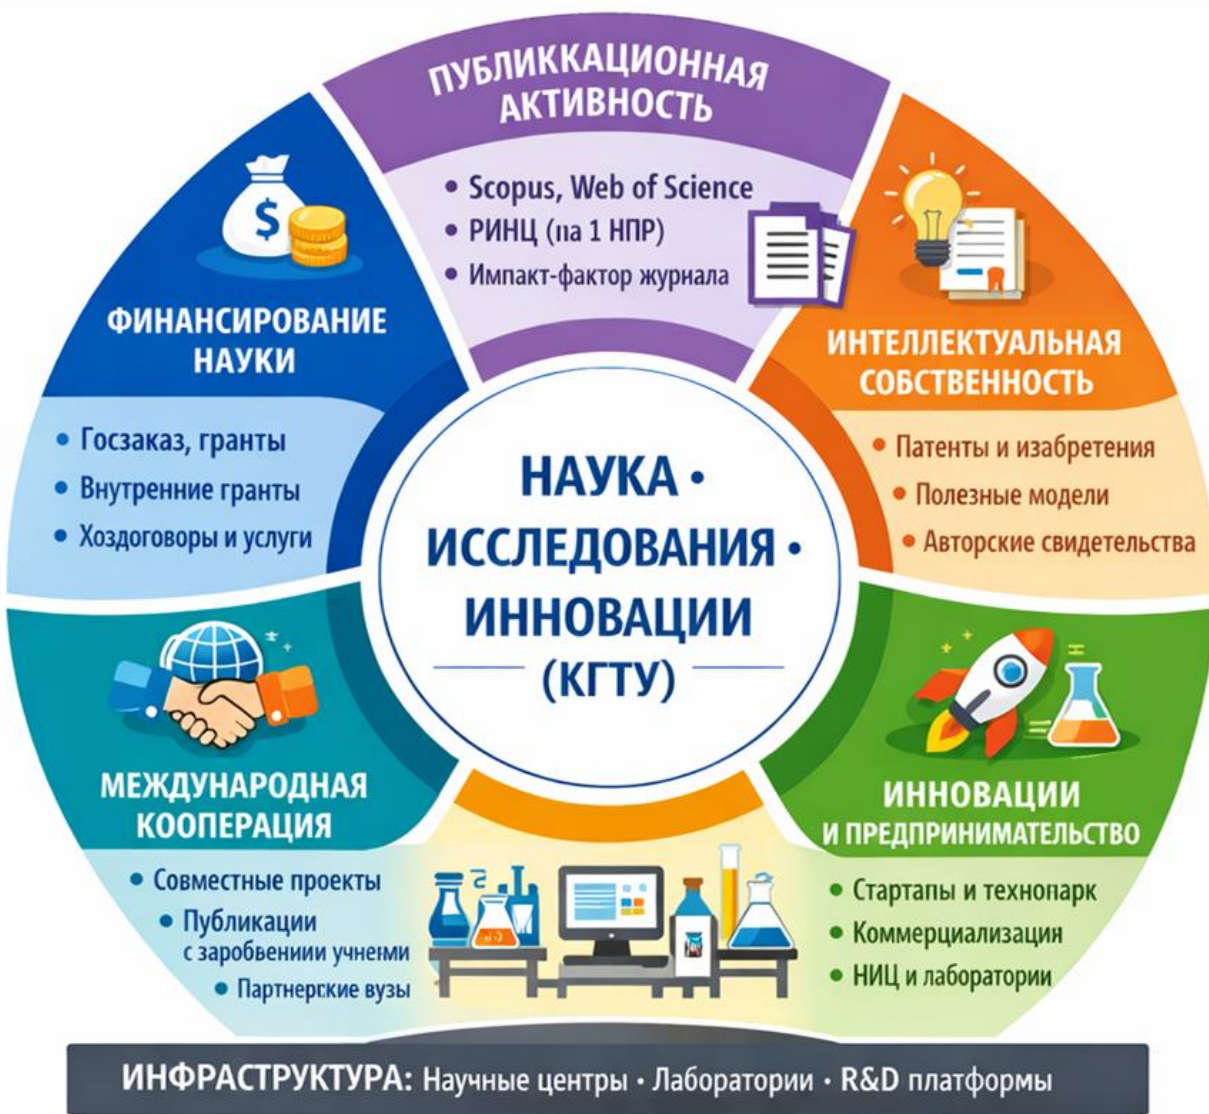 ПУБЛИККАЦИОННАЯ
АКТИВНОСТЬ
• Scopus, Web of Science
• РИНЦ (па 1 НПР)
• Импакт-фактор журнала
$
ФИНАНСИРОВАНИЕ
НАУКИ
• Госзаказ, гранты
• Внутренние гранты
• Хоздоговоры и услуги
ИНТЕЛЛЕКТУАЛЬНАЯ
СОБСТВЕННОСТЬ
• Патенты и изабретения
• Полезные модели
• Авторские свидетельства
НАУКА •
ИССЛЕДОВАНИЯ •
ИННОВАЦИИ
(КГТУ)
МЕЖДУНАРОДНАЯ
КООПЕРАЦИЯ
• Совместные проекты
• Публикации
с заробвениии учнеми
• Партнерские вузы
ИННОВАЦИИ
И ПРЕДПРИНИМАТЕЛЬСТВО
• Стартапы и технопарк
• Коммерциализация
• НИЦ и лаборатории
ИНФРАСТРУКТУРА: Научные центры • Лаборатории • R&D платформы